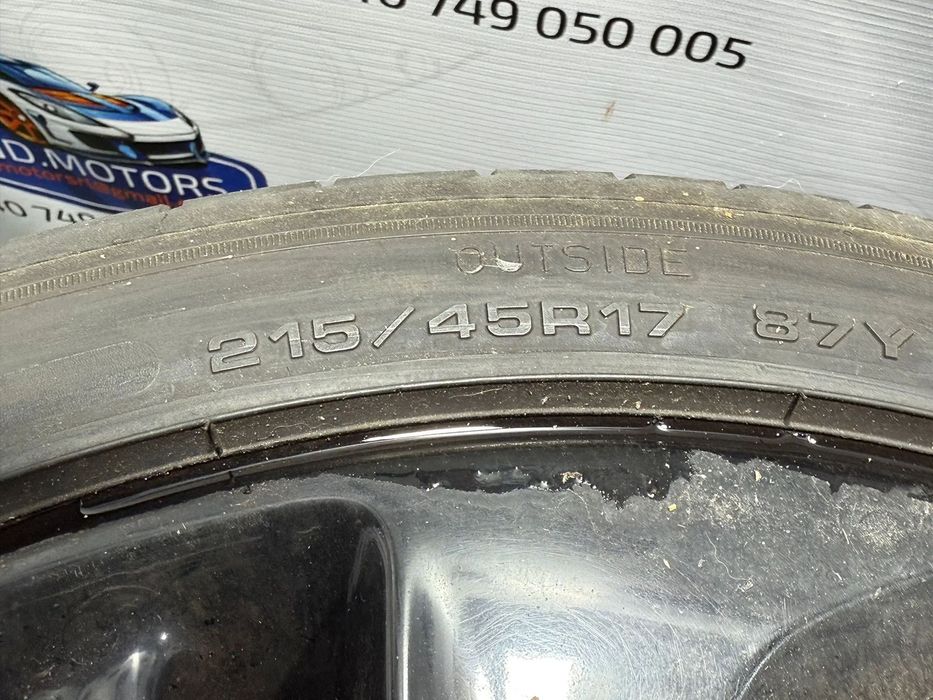 749 050 005
D.MOTORS
OUTSIDE
215/45R17 87Y